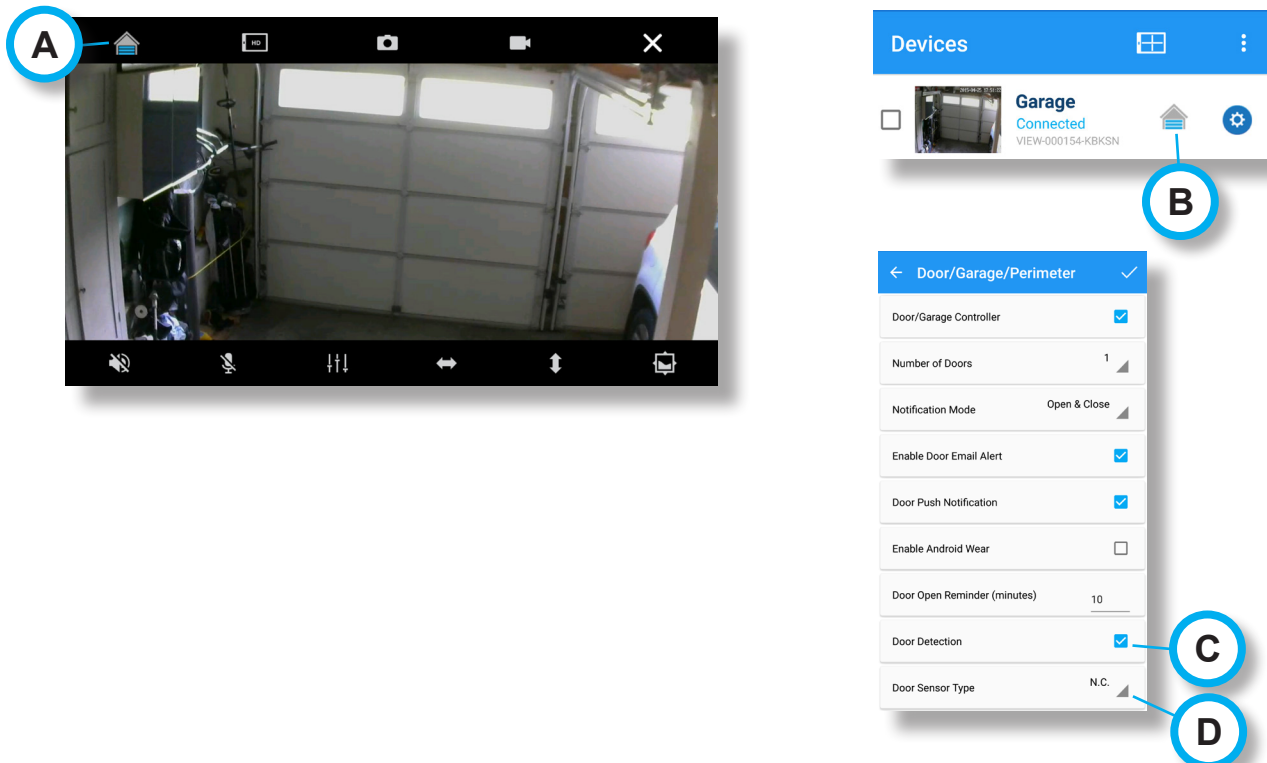 A
HD
Devices
Garage
Connected
VIEW-000154-KBKSN
B
Door/Garage/Perimeter
Door/Garage Controller
Number of Doors 1
Notification Mode Open & Close
Enable Door Email Alert
Door Push Notification
Enable Android Wear
Door Open Reminder (minutes) 10
Door Detection
C
Door Sensor Type N.C.
D